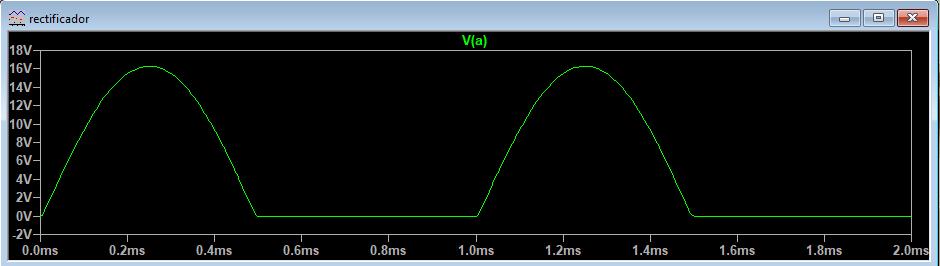 rectificador
V(a)
18V
16V
14V
12V
10V
8V
6V
4V
2V
0V
-2V
0.0ms 0.2ms 0.4ms 0.6ms 0.8ms 1.0ms 1.2ms 1.4ms 1.6ms 1.8ms 2.0ms